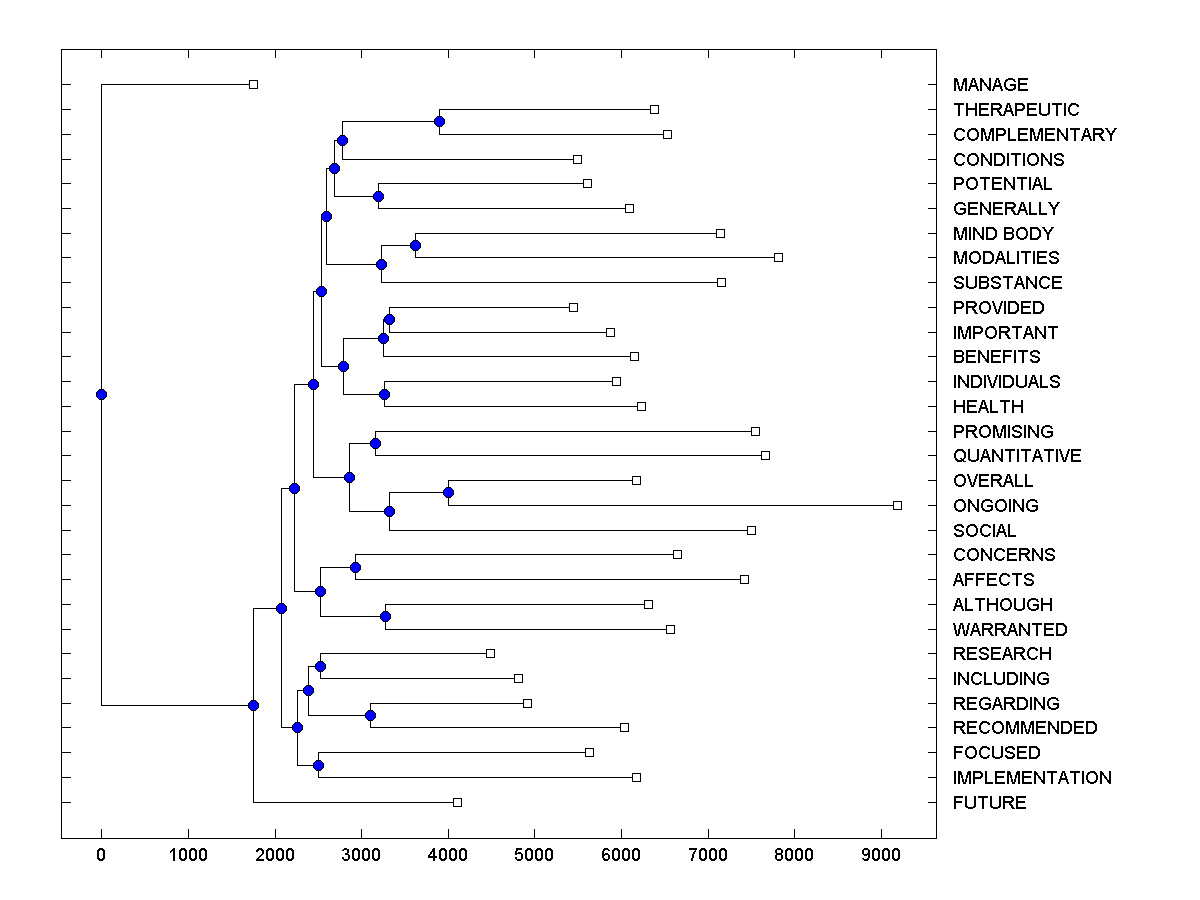 MANAGE
THERAPEUTIC
COMPLEMENTARY
CONDITIONS
POTENTIAL
GENERALLY
MIND BODY
MODALITIES
SUBSTANCE
PROVIDED
IMPORTANT
BENEFITS
INDIVIDUALS
HEALTH
PROMISING
QUANTITATIVE
OVERALL
ONGOING
SOCIAL
CONCERNS
AFFECTS
ALTHOUGH
WARRANTED
RESEARCH
INCLUDING
REGARDING
RECOMMENDED
FOCUSED
IMPLEMENTATION
FUTURE
0 1000 2000 3000 4000 5000 6000 7000 8000 9000